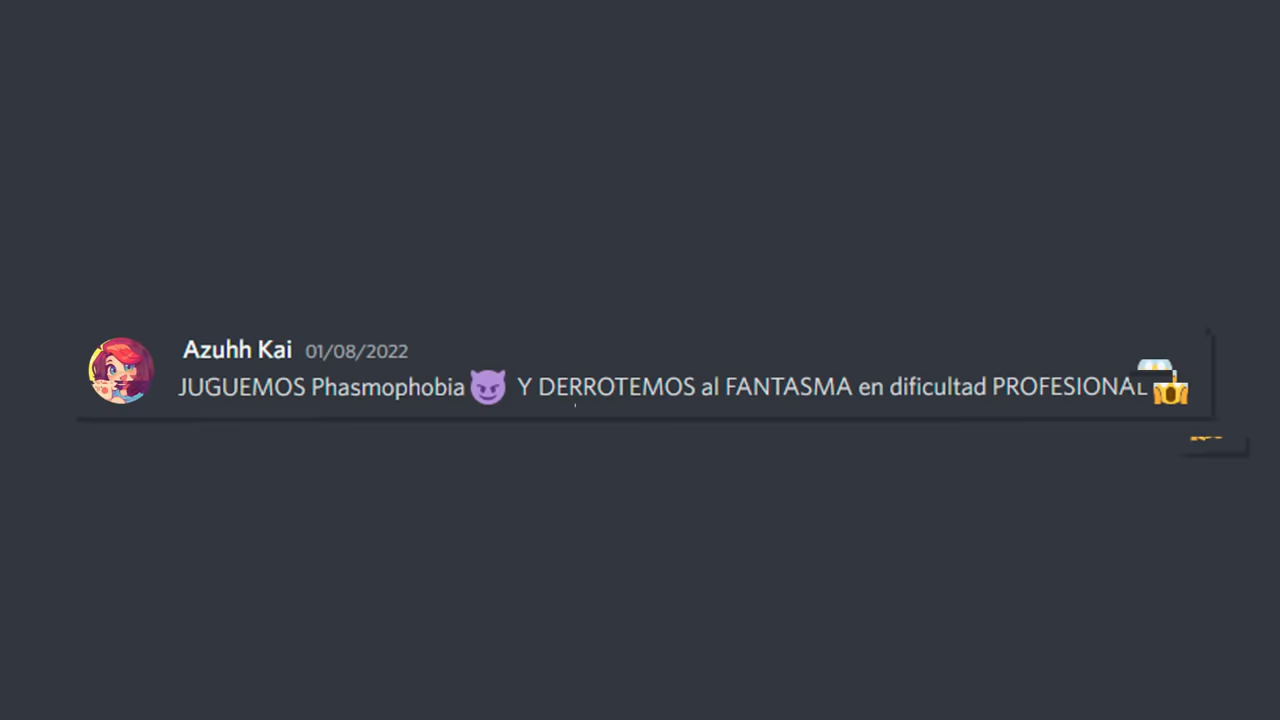 Azuhh Kai 01/08/2022
JUGUEMOS Phasmophobia😈 Y DERROTEMOS al FANTASMA en dificultad PROFESIONAL